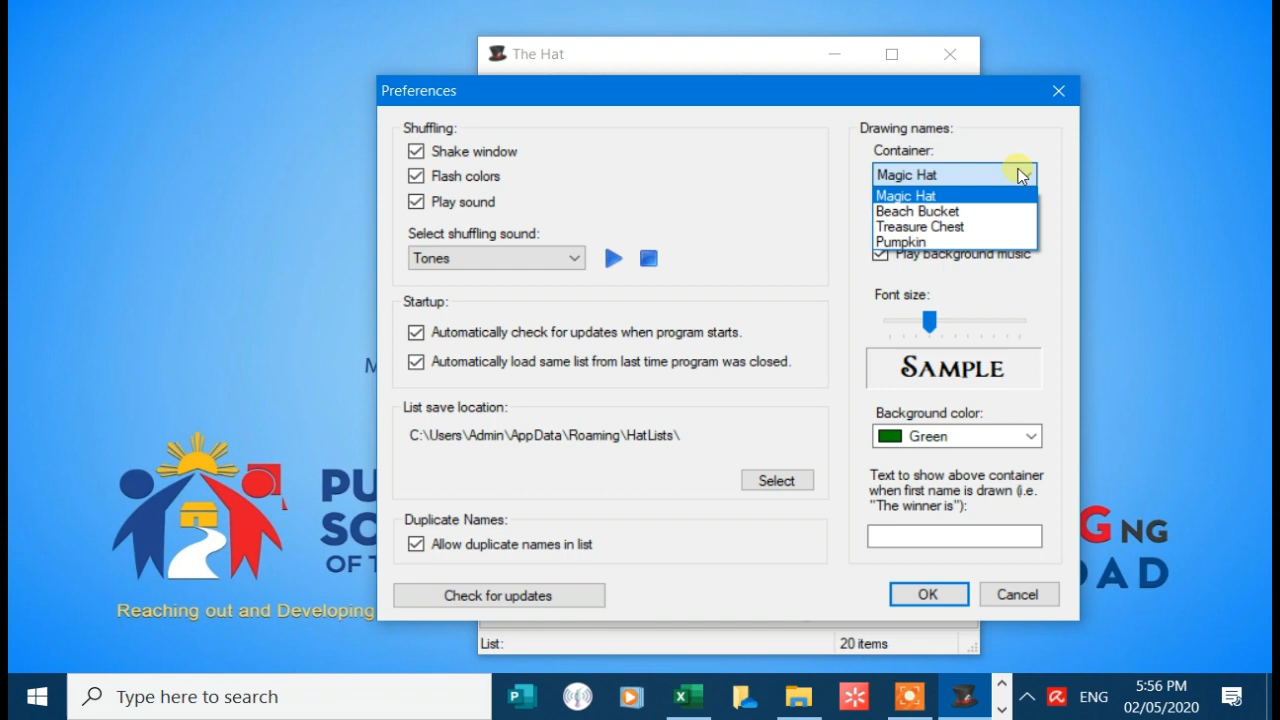 The Hat
Preferences
Shuffling:
Shake window
Flash colors
Play sound
Select shuffling sound:
Tones
Startup:
Automatically check for updates when program starts.
Automatically load same list from last time program was closed.
List save location:
C:\Users\Admin\AppData\Roaming\HatLists\
Select
Duplicate Names:
Allow duplicate names in list
Check for updates
Drawing names:
Container:
Magic Hat
Magic Hat
Beach Bucket
Treasure Chest
Pumpkin
Play background music
Font size:
SAMPLE
Background color:
Green
Text to show above container
when first name is drawn (i.e.
"The winner is"):
OK
Cancel
List:
20 items
M
PU
SC
OF T
Reaching out and Developing
G NG
OAD
Type here to search
ENG
5:56 PM
02/05/2020